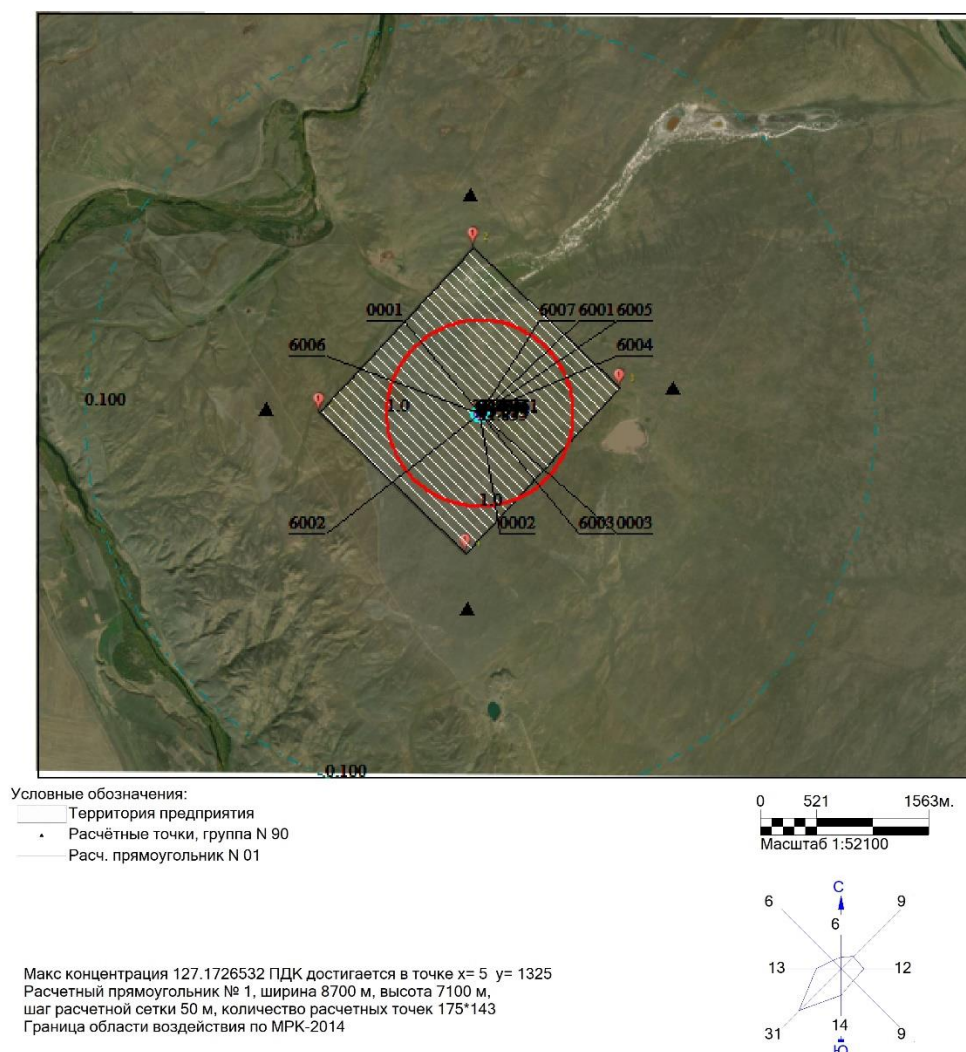 0001
6007 6001 6005
6006
6004
0.100
1.0
1.0
6002
0002
6003 0003
-0.100
Условные обозначения:
Территория предприятия
Расчётные точки, группа N 90
Расч. прямоугольник N 01
0 521 1563м.
Масштаб 1:52100
С
6 9
6
13 12
31 14 9
Ю
Макс концентрация 127.1726532 ПДК достигается в точке x= 5 y= 1325
Расчетный прямоугольник № 1, ширина 8700 м, высота 7100 м,
шаг расчетной сетки 50 м, количество расчетных точек 175*143
Граница области воздействия по МРК-2014